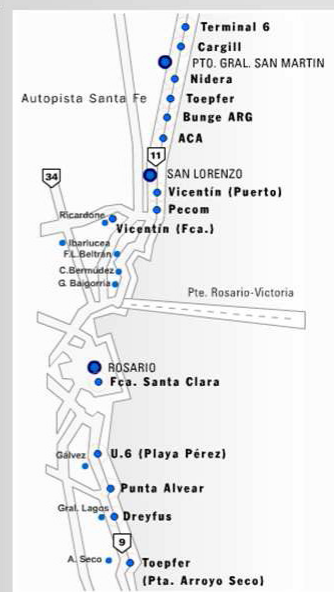 Terminal 6
Cargill
PTO. GRAL. SAN MARTIN
Nidera
Autopista Santa Fe
Toepfer
Bunge ARG
ACA
11
34
SAN LORENZO
Vicentín (Puerto)
Pecom
Ricardone
Vicentín (Fca.)
Ibarlucea
F.L.Beltrán
C.Bermúdez
G. Baigorria
Pte. Rosario-Victoria
ROSARIO
Fca. Santa Clara
Gálvez
U.6 (Playa Pérez)
Punta Alvear
Gral. Lagos
Dreyfus
9
A. Seco
Toepfer
(Pta. Arroyo Seco)